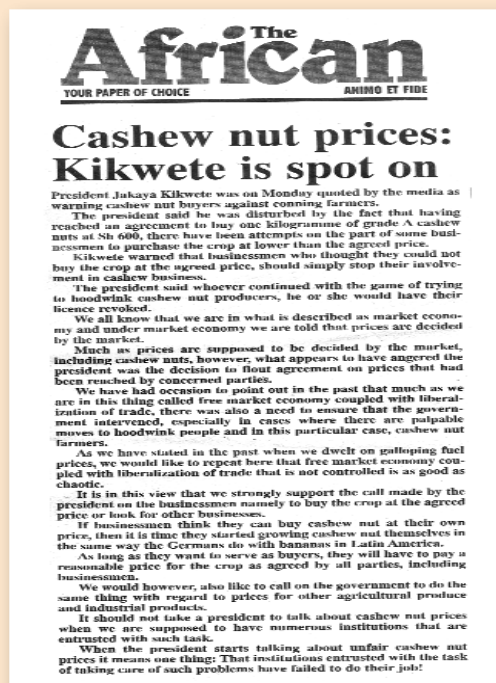 The
African
YOUR PAPER OF CHOICE
ANIMO ET FIDE
Cashew nut prices:
Kikwete is spot on
President Jakaya Kikwete was on Monday quoted by the media as
warning cashew nut buyers against conning farmers.
The president said he was disturbed by the fact that having
reached an agreement to buy one kilogramme of grade A cashew
nuts at Sh 600, there have been attempts on the part of some busi-
nessmen to purchase the crop at lower than the agreed price.
Kikwete warned that businessmen who thought they could not
buy the crop at the agreed price, should simply stop their involve-
ment in cashew business.
The president said whoever continued with the game of trying
to hoodwink cashew nut producers, he or she would have their
licence revoked.
We all know that we are in what is described as market econo-
my and under market economy we are told that prices are decided
by the market.
Much as prices are supposed to be decided by the market,
including cashew nuts, however, what appears to have angered the
president was the decision to flout agreement on prices that had
been reached by concerned parties.
We have had occasion to point out in the past that much as we
are in this thing called free market economy coupled with liberal-
ization of trade, there was also a need to ensure that the govern-
ment intervened, especially in cases where there are palpable
moves to hoodwink people and in this particular case, cashew nut
farmers.
As we have stated in the past when we dwelt on galloping fuel
prices, we would like to repeat here that free market economy cou-
pled with liberalization of trade that is not controlled is as good as
chaotic.
It is in this view that we strongly support the call made by the
president on the businessmen namely to buy the crop at the agreed
price or look for other businesses.
If businessmen think they can buy cashew nut at their own
price, then it is time they started growing cashew nut themselves in
the same way the Germans do with bananas in Latin America.
As long as they want to serve as buyers, they will have to pay a
reasonable price for the crop as agreed by all parties, including
businessmen.
We would however, also like to call on the government to do the
same thing with regard to prices for other agricultural produce
and industrial products.
It should not take a president to talk about cashew nut prices
when we are supposed to have numerous institutions that are
entrusted with such task.
When the president starts talking about unfair cashew nut
prices it means one thing: That institutions entrusted with the task
of taking care of such problems have failed to do their job!